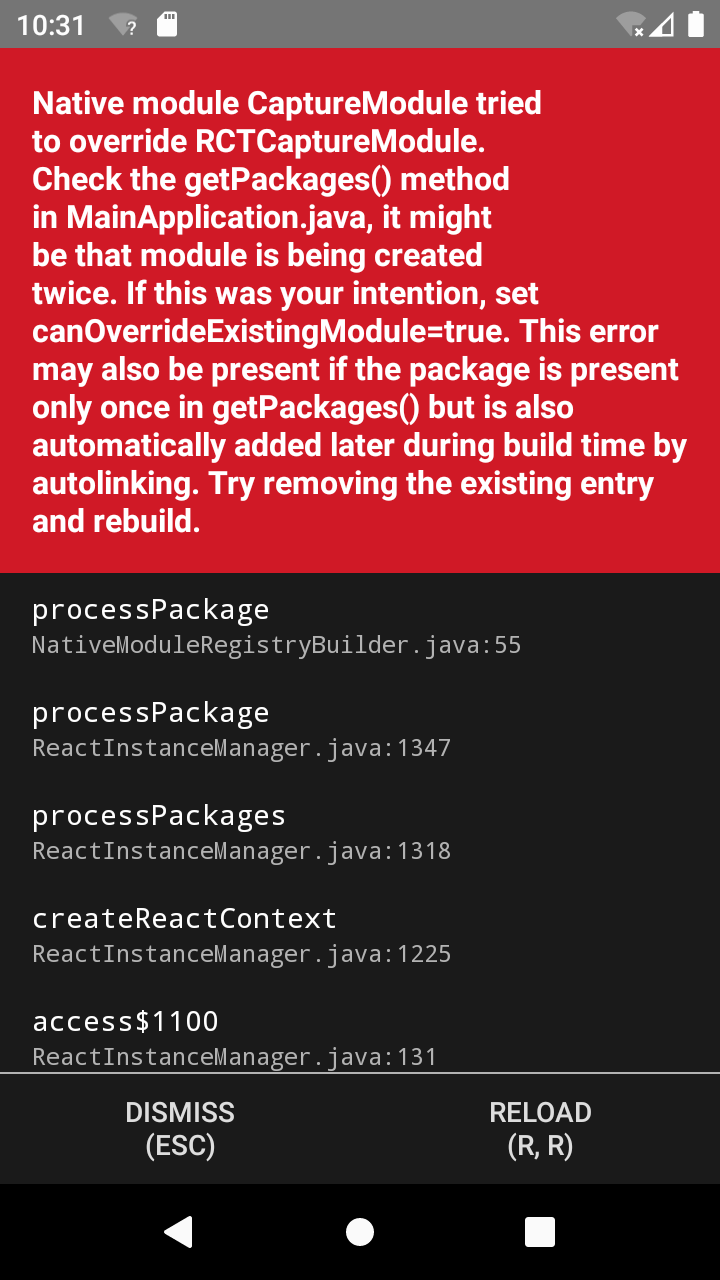 10:31
Native module CaptureModule tried
to override RCTCaptureModule.
Check the getPackages() method
in MainApplication.java, it might
be that module is being created
twice. If this was your intention, set
canOverrideExistingModule=true. This error
may also be present if the package is present
only once in getPackages() but is also
automatically added later during build time by
autolinking. Try removing the existing entry
and rebuild.
processPackage
NativeModuleRegistryBuilder.java:55
processPackage
ReactInstanceManager.java:1347
processPackages
ReactInstanceManager.java:1318
createReactContext
ReactInstanceManager.java:1225
access$1100
ReactInstanceManager.java:131
DISMISS
(ESC)
RELOAD
(R, R)